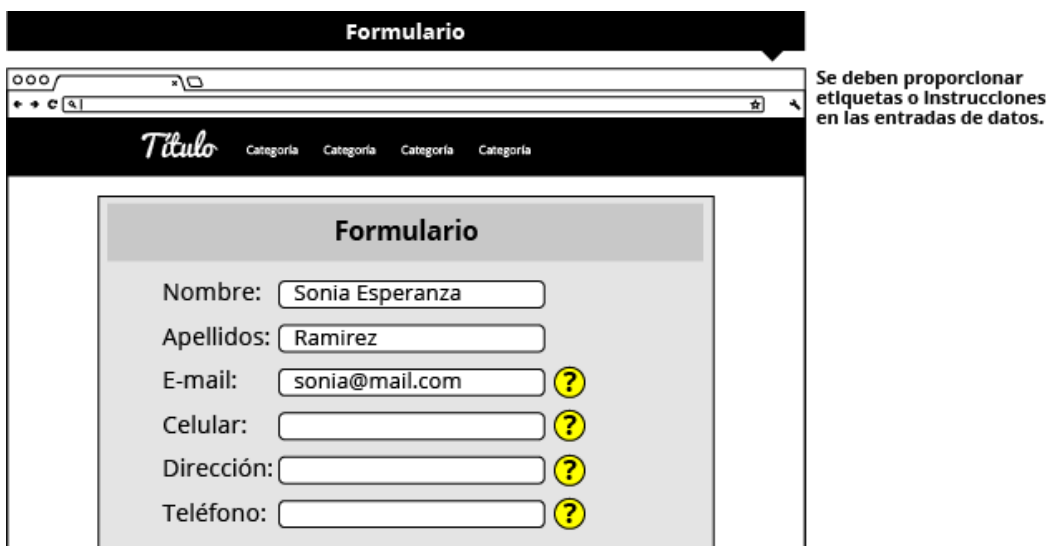 Formulario
Se deben proporcionar
etiquetas o instrucciones
en las entradas de datos.
Título Categoría Categoría Categoría Categoría
Formulario
Nombre: Sonia Esperanza
Apellidos: Ramirez
E-mail: sonia@mail.com ?
Celular: ?
Dirección: ?
Teléfono: ?